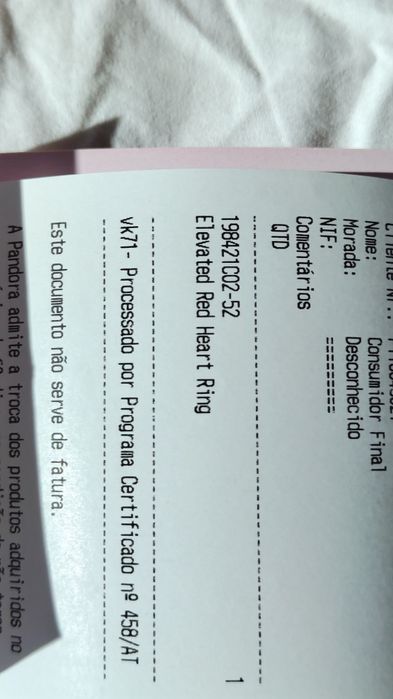 Nome: Consumidor Final
Morada: Desconhecido
NIF: =========
Comentários
QTD
198421C02-52 1
Elevated Red Heart Ring
vk71- Processado por Programa Certificado nº 458/AT
Este documento não serve de fatura.
A Pandora admite a troca dos produtos adquiridos no